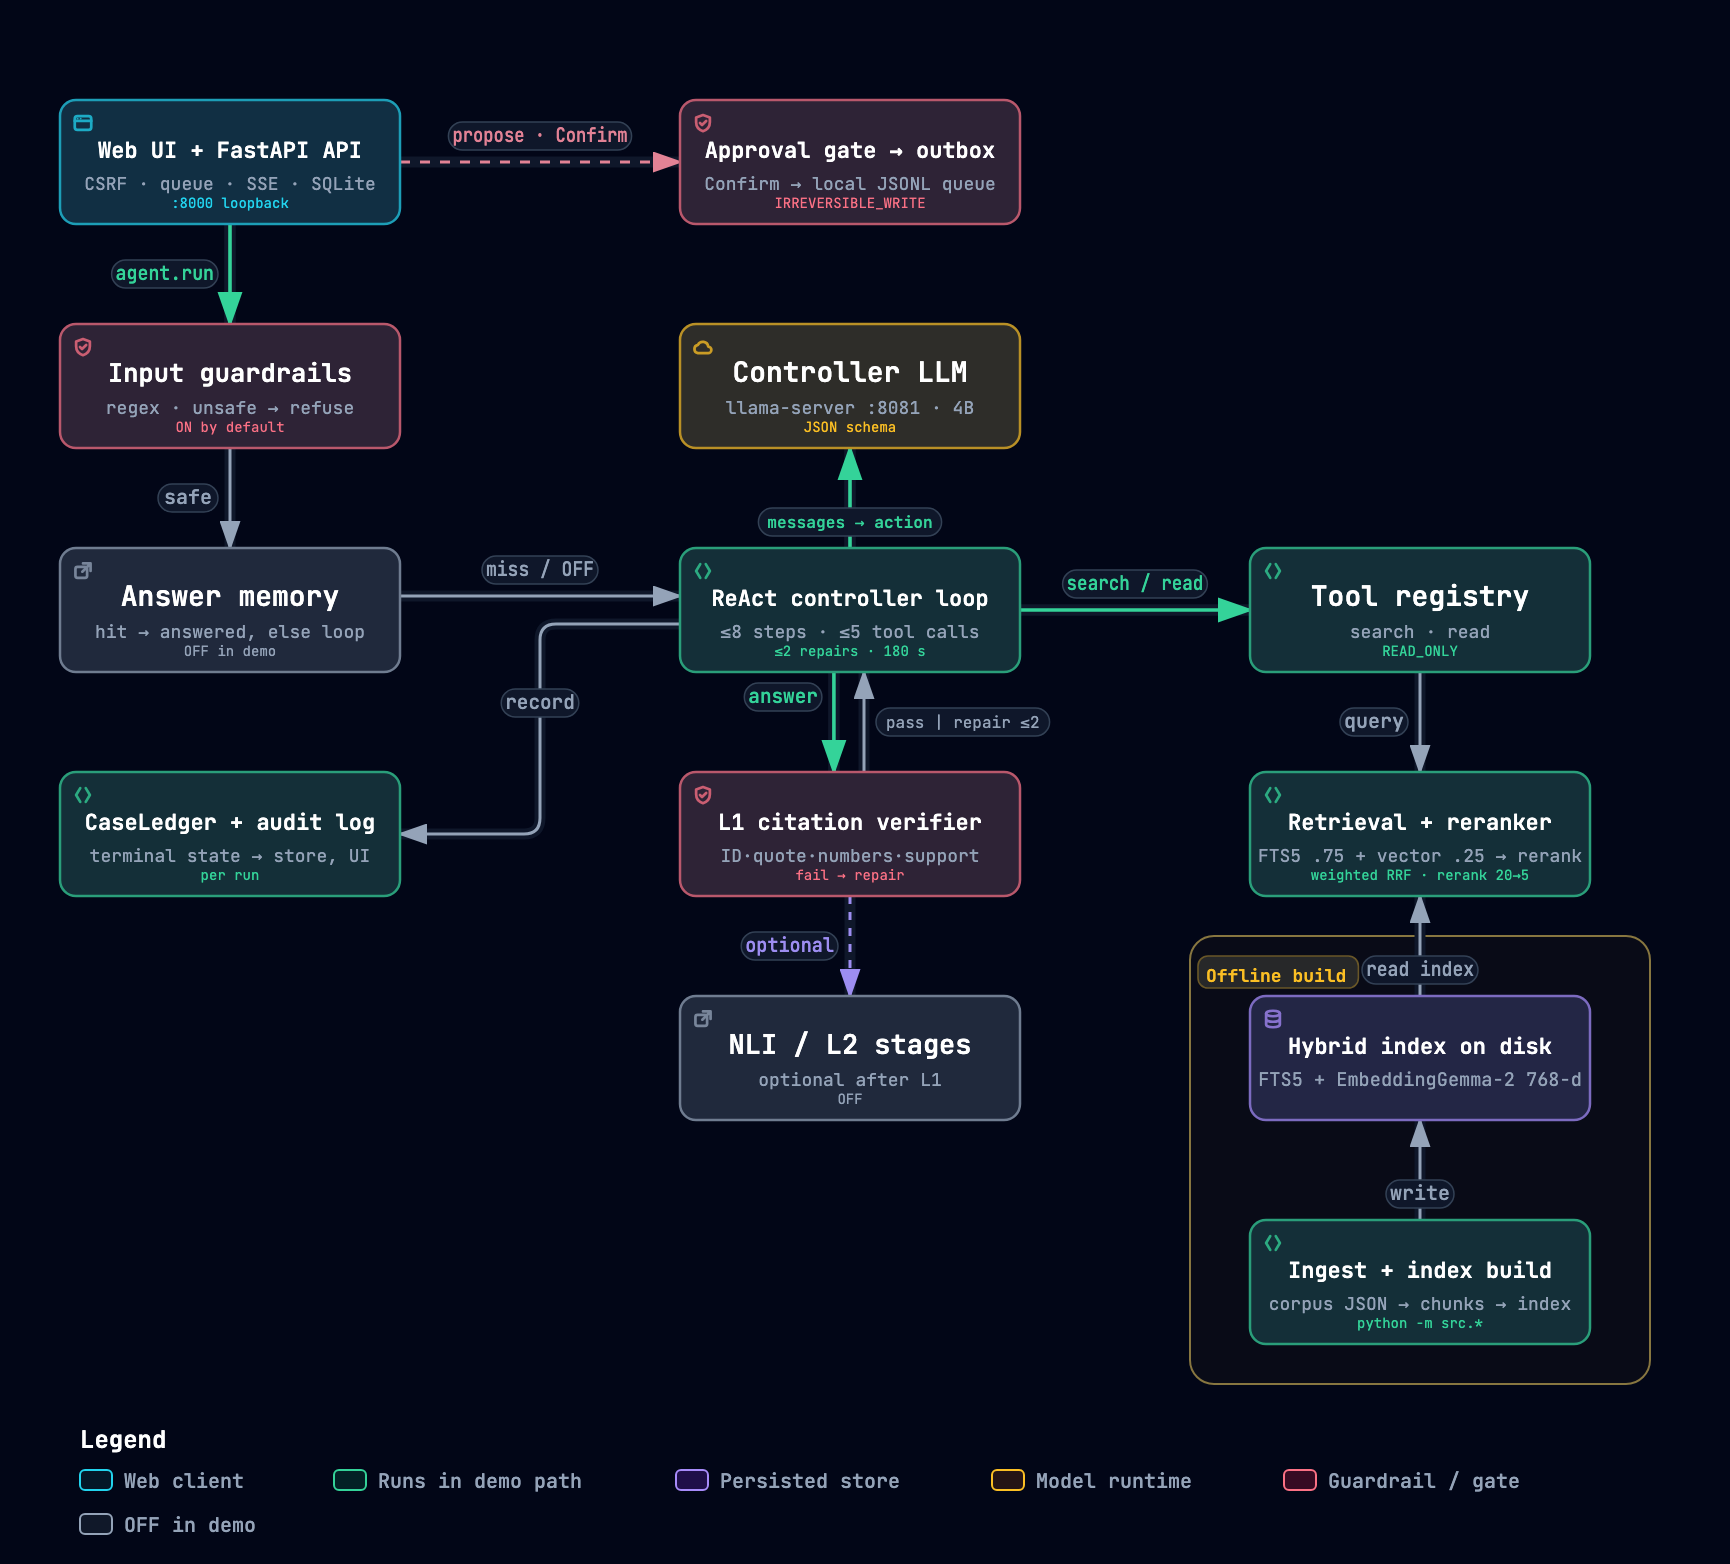 propose · Confirm
Web UI + FastAPI API
CSRF · queue · SSE · SQLite
:8000 loopback
Approval gate → outbox
Confirm → local JSONL queue
IRREVERSIBLE_WRITE
agent.run
Input guardrails
regex · unsafe → refuse
ON by default
Controller LLM
llama-server :8081 · 4B
JSON schema
safe
messages → action
Answer memory
hit → answered, else loop
OFF in demo
miss / OFF
ReAct controller loop
≤8 steps · ≤5 tool calls
≤2 repairs · 180 s
search / read
Tool registry
search · read
READ_ONLY
record
answer
pass | repair ≤2
query
CaseLedger + audit log
terminal state → store, UI
per run
L1 citation verifier
ID·quote·numbers·support
fail → repair
Retrieval + reranker
FTS5 .75 + vector .25 → rerank
weighted RRF · rerank 20→5
optional
Offline build
read index
NLI / L2 stages
optional after L1
OFF
Hybrid index on disk
FTS5 + EmbeddingGemma-2 768-d
write
Ingest + index build
corpus JSON → chunks → index
python -m src.*
Legend
Web client
Runs in demo path
Persisted store
Model runtime
Guardrail / gate
OFF in demo